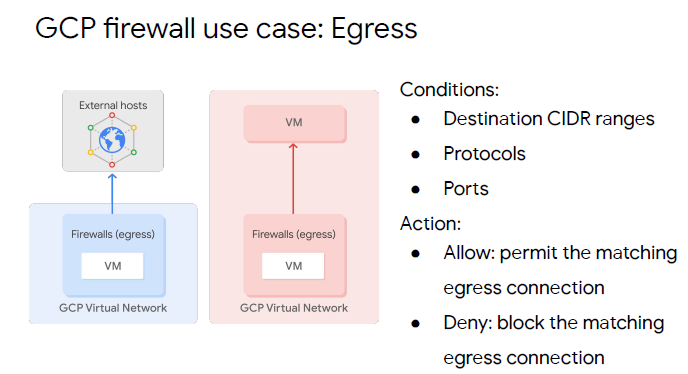 GCP firewall use case: Egress
External hosts
Firewalls (egress)
VM
GCP Virtual Network
VM
Firewalls (egress)
VM
GCP Virtual Network
Conditions:
● Destination CIDR ranges
● Protocols
● Ports
Action:
● Allow: permit the matching
egress connection
● Deny: block the matching
egress connection